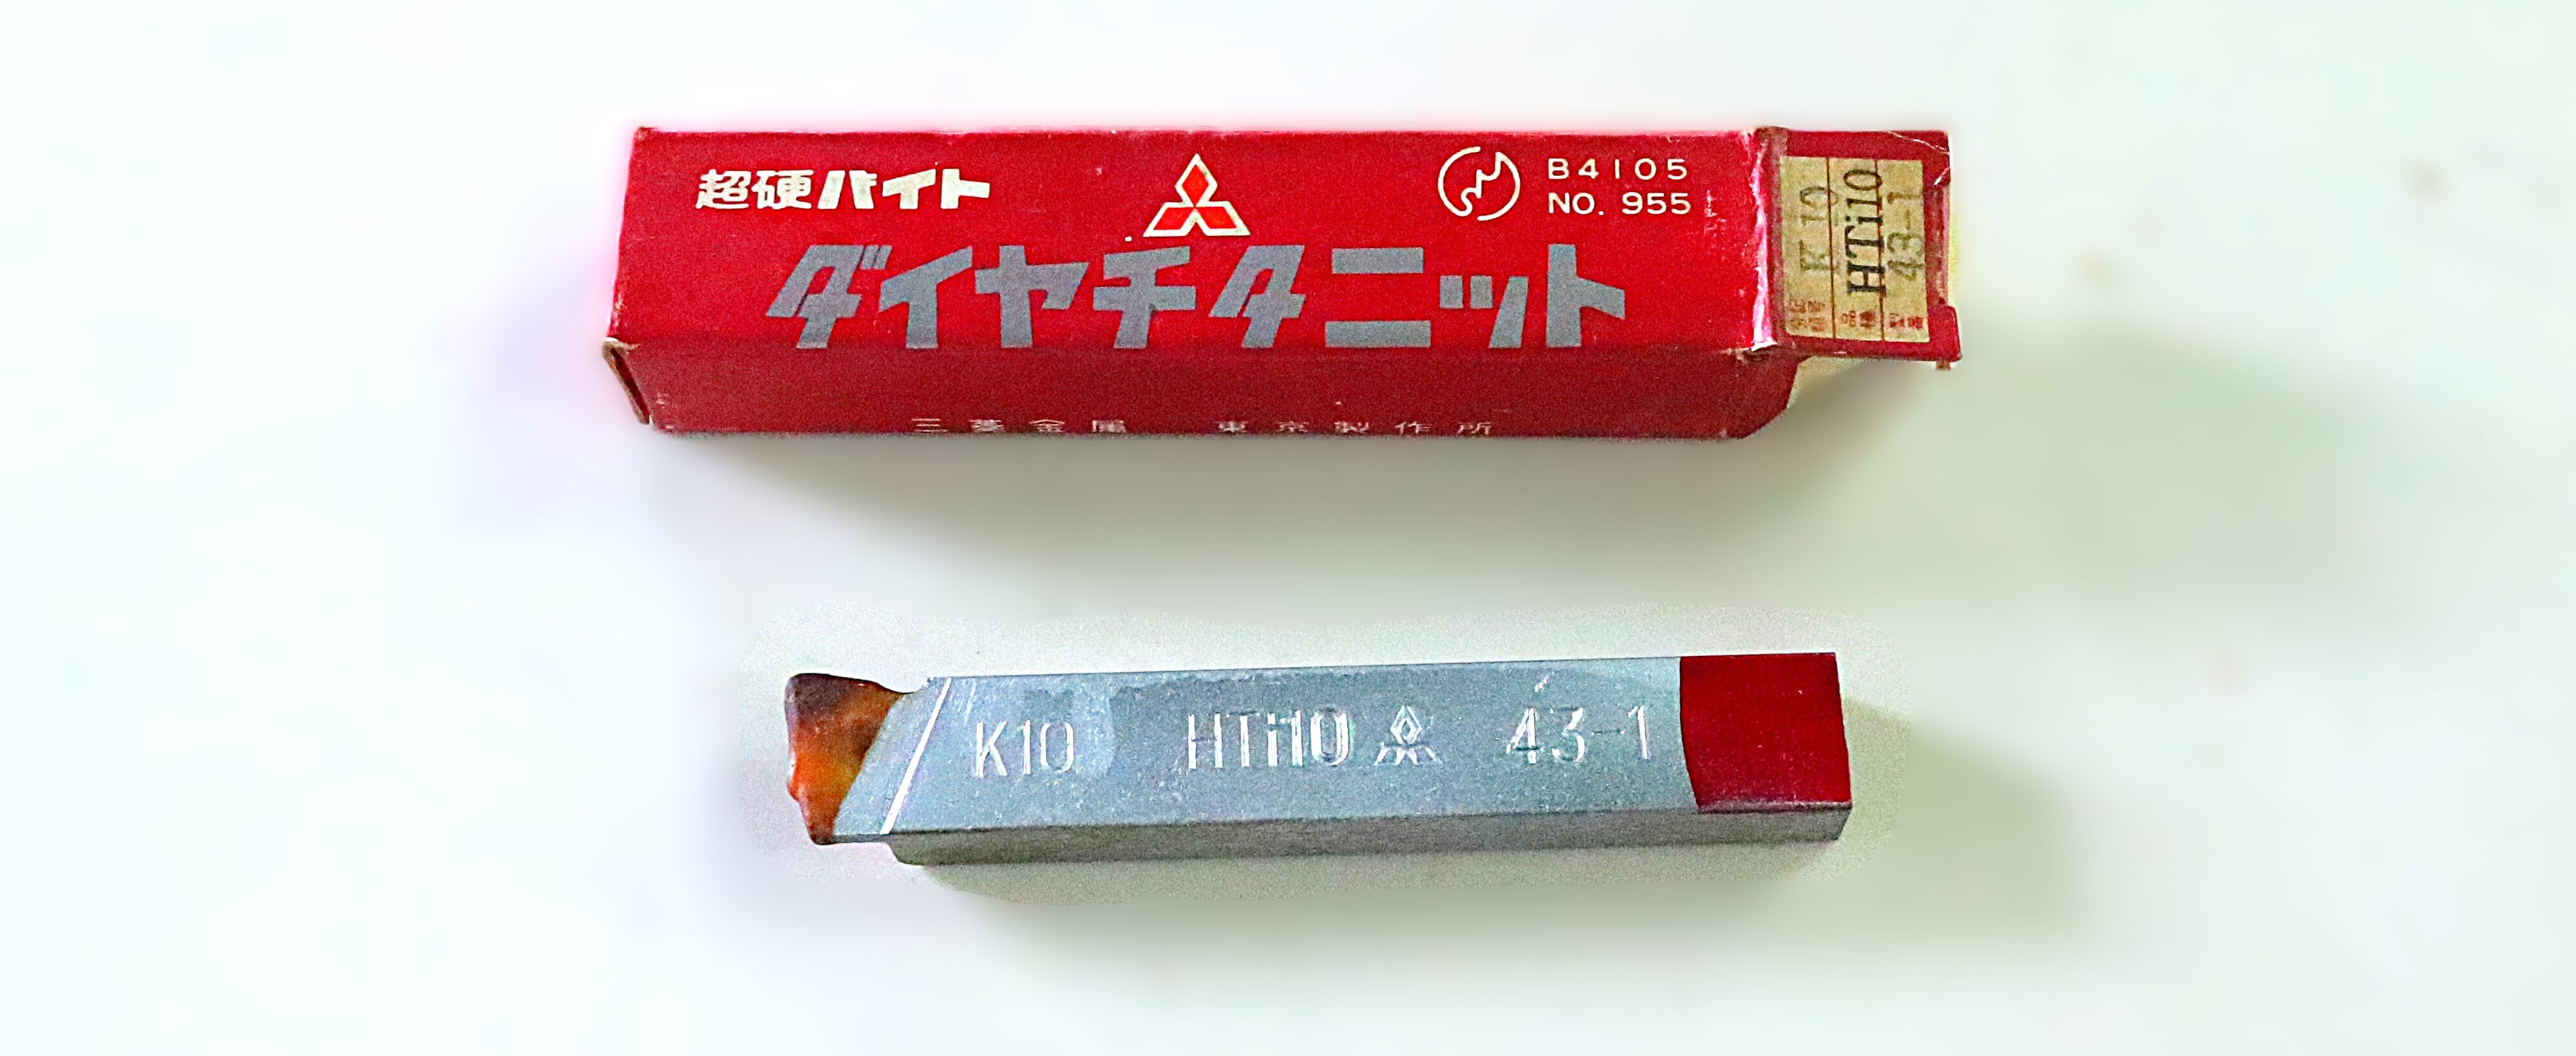 超硬バイト
B4105
NO. 955
ダイヤチタニット
三菱金属 東京製作所
K10
HTi10
43-1
K10 HTi10 43-1